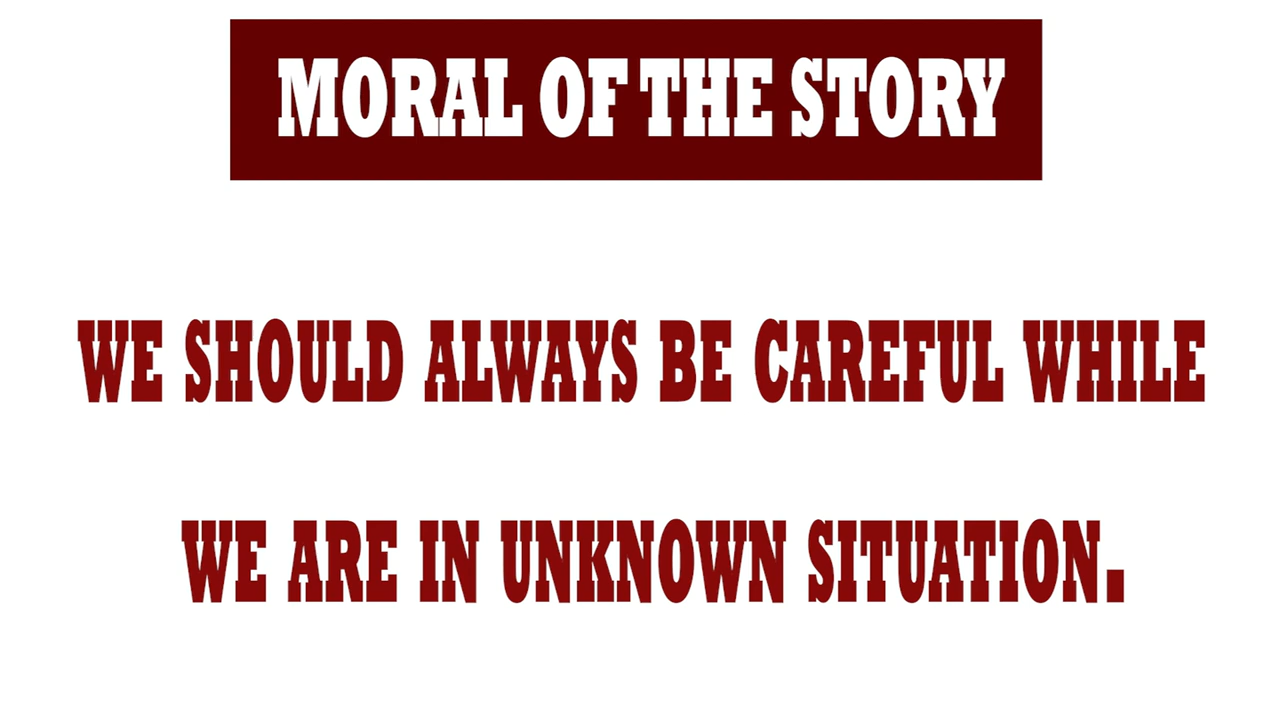 MORAL OF THE STORY
WE SHOULD ALWAYS BE CAREFUL WHILE
WE ARE IN UNKNOWN SITUATION.